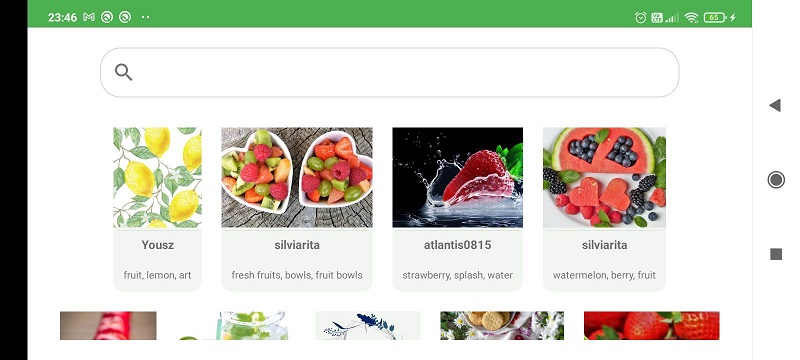 23:46
65
Yousz
silviarita
atlantis0815
silviarita
fruit, lemon, art
fresh fruits, bowls, fruit bowls
strawberry, splash, water
watermelon, berry, fruit